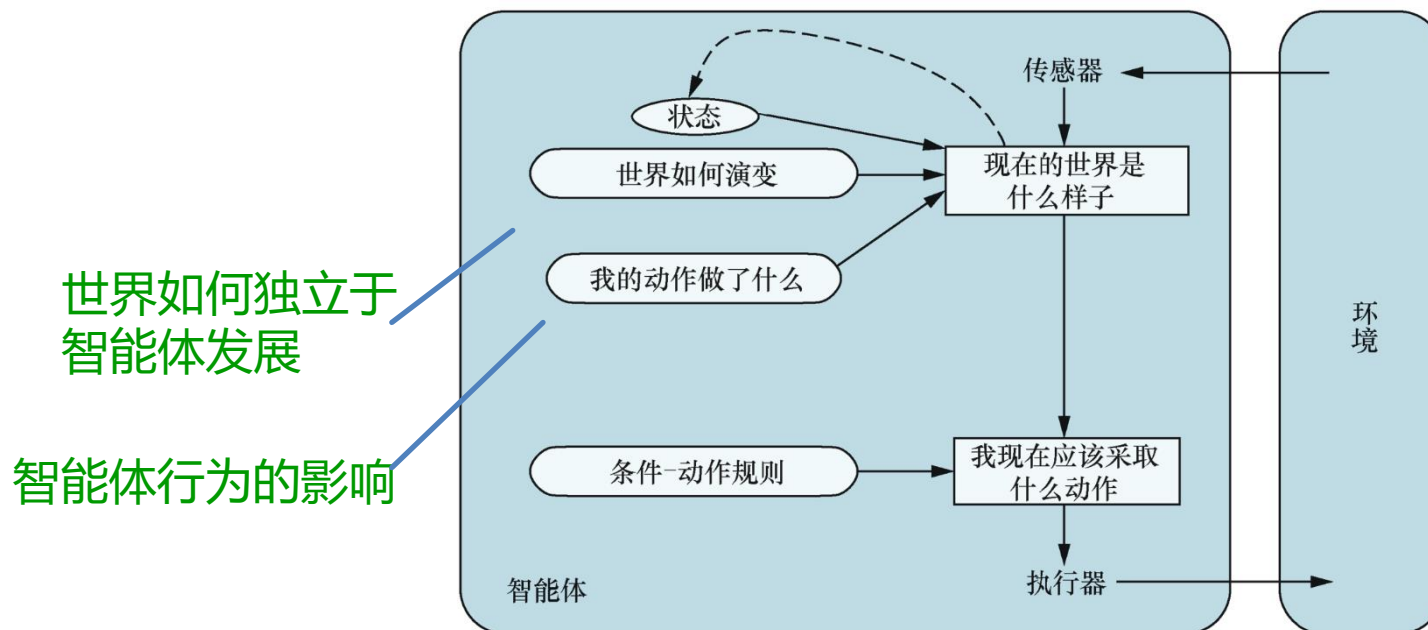 传感器
状态
世界如何演变
现在的世界是
什么样子
我的动作做了什么
世界如何独立于
智能体发展
环
境
智能体行为的影响
条件-动作规则
我现在应该采取
什么动作
智能体
执行器